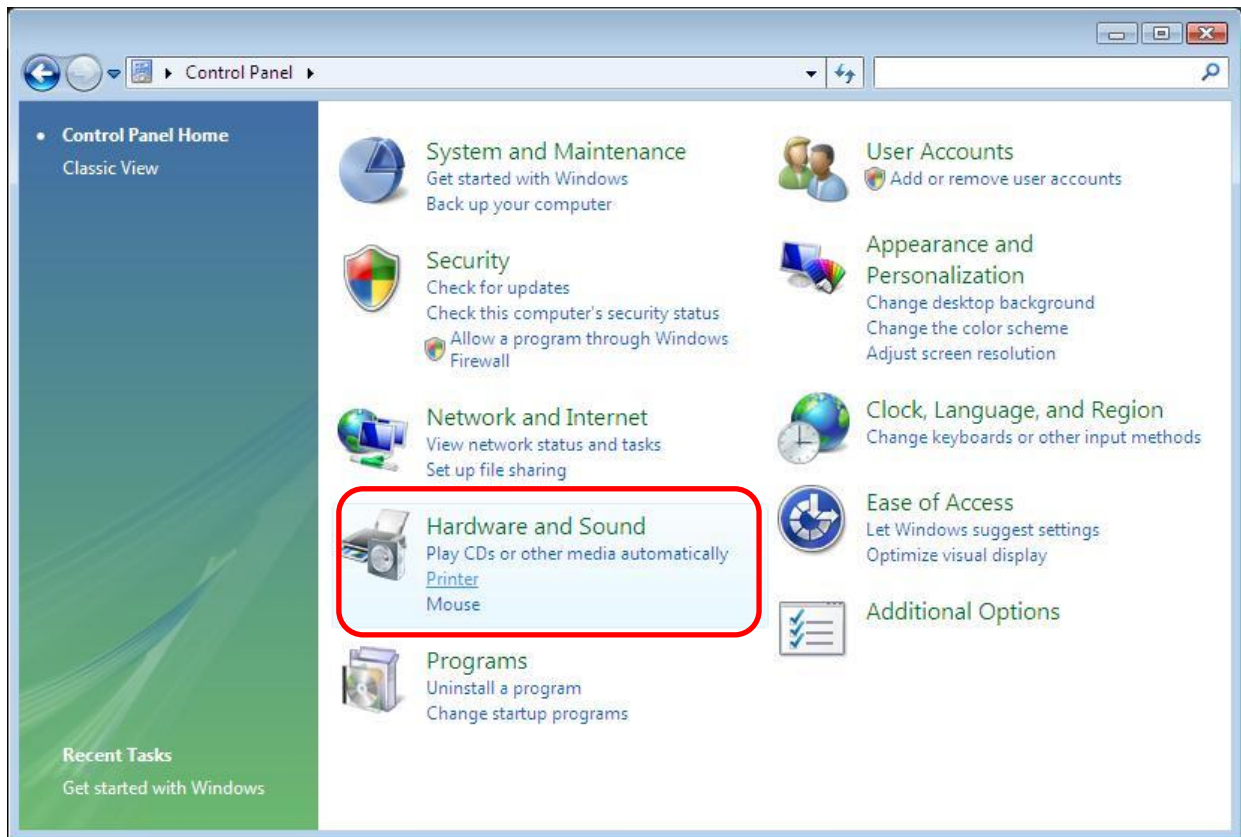 Control Panel
Control Panel Home
Classic View
System and Maintenance
Get started with Windows
Back up your computer
Security
Check for updates
Check this computer's security status
Allow a program through Windows
Firewall
Network and Internet
View network status and tasks
Set up file sharing
Hardware and Sound
Play CDs or other media automatically
Printer
Mouse
Programs
Uninstall a program
Change startup programs
User Accounts
Add or remove user accounts
Appearance and
Personalization
Change desktop background
Change the color scheme
Adjust screen resolution
Clock, Language, and Region
Change keyboards or other input methods
Ease of Access
Let Windows suggest settings
Optimize visual display
Additional Options
Recent Tasks
Get started with Windows